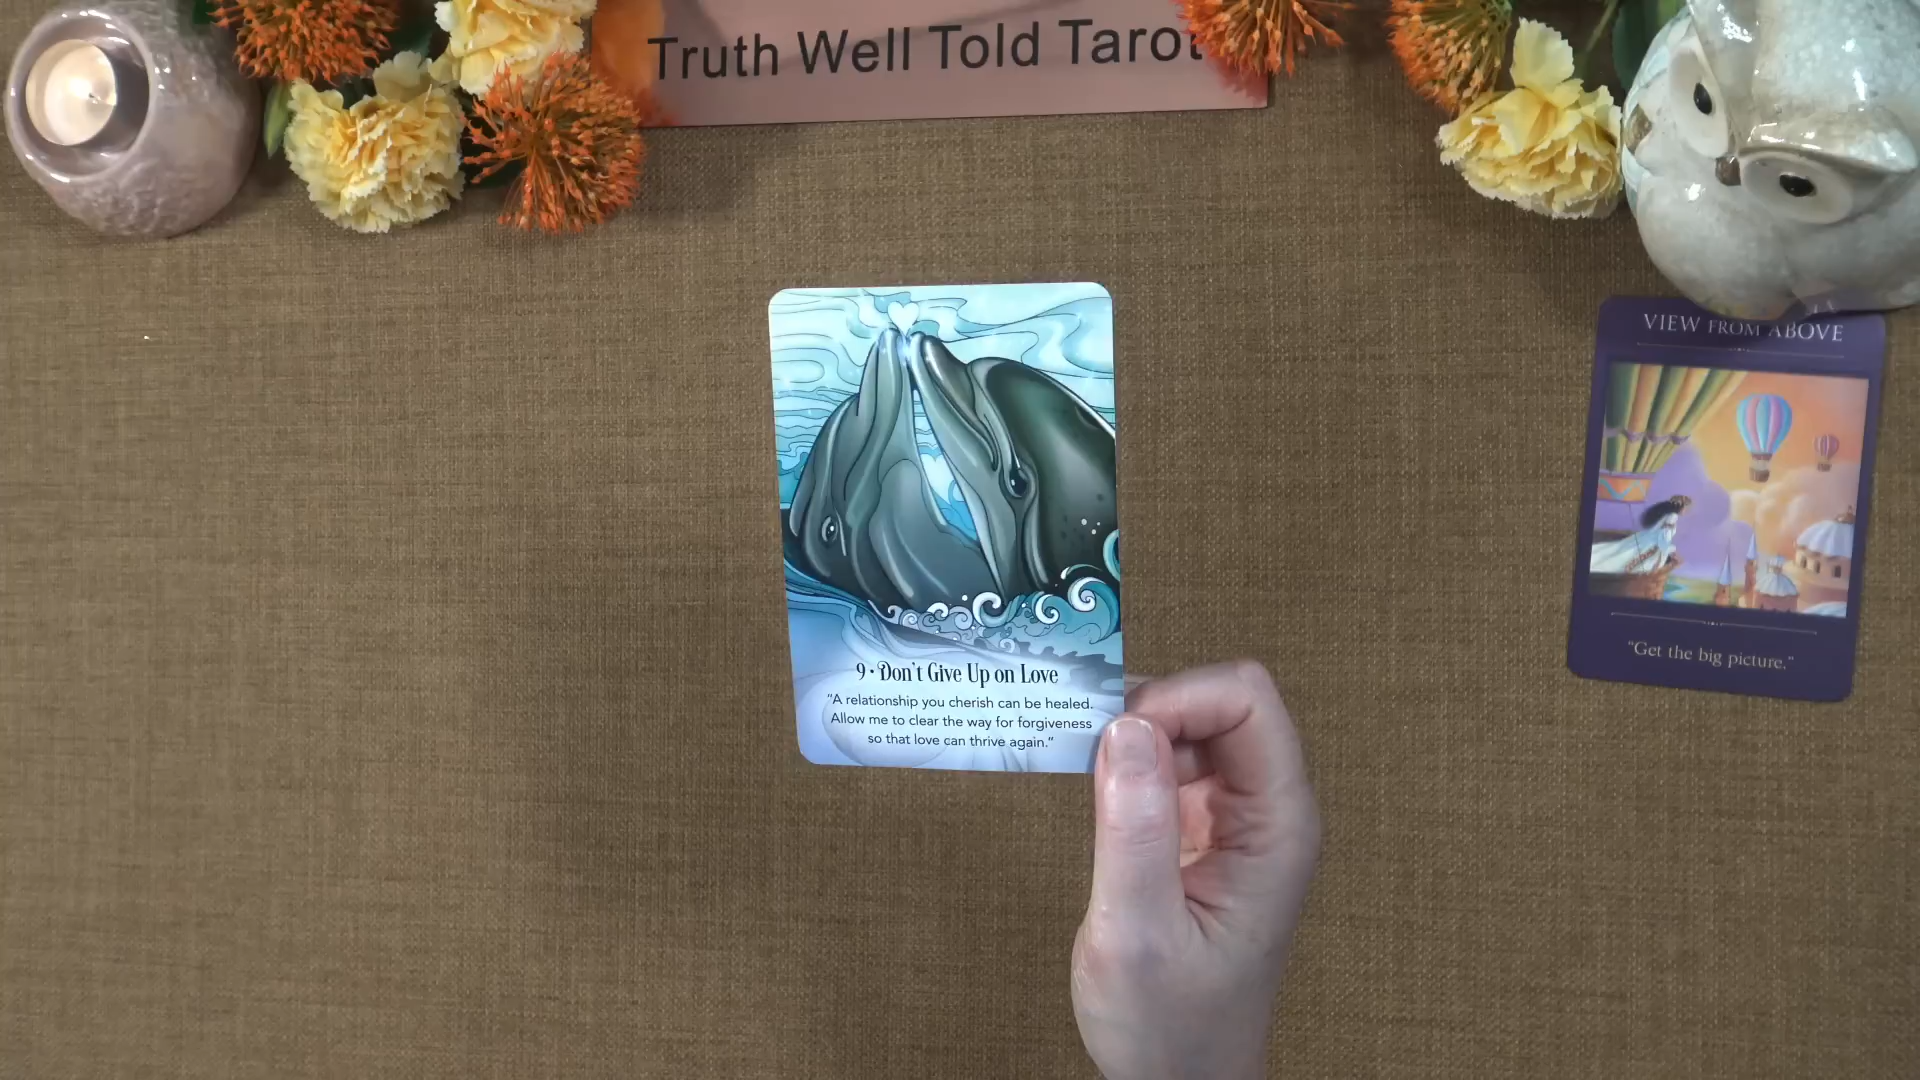 Truth Well Told Tarot
VIEW FROM ABOVE
"Get the big picture."
9 • Don't Give Up on Love
"A relationship you cherish can be healed.
Allow me to clear the way for forgiveness
so that love can thrive again."